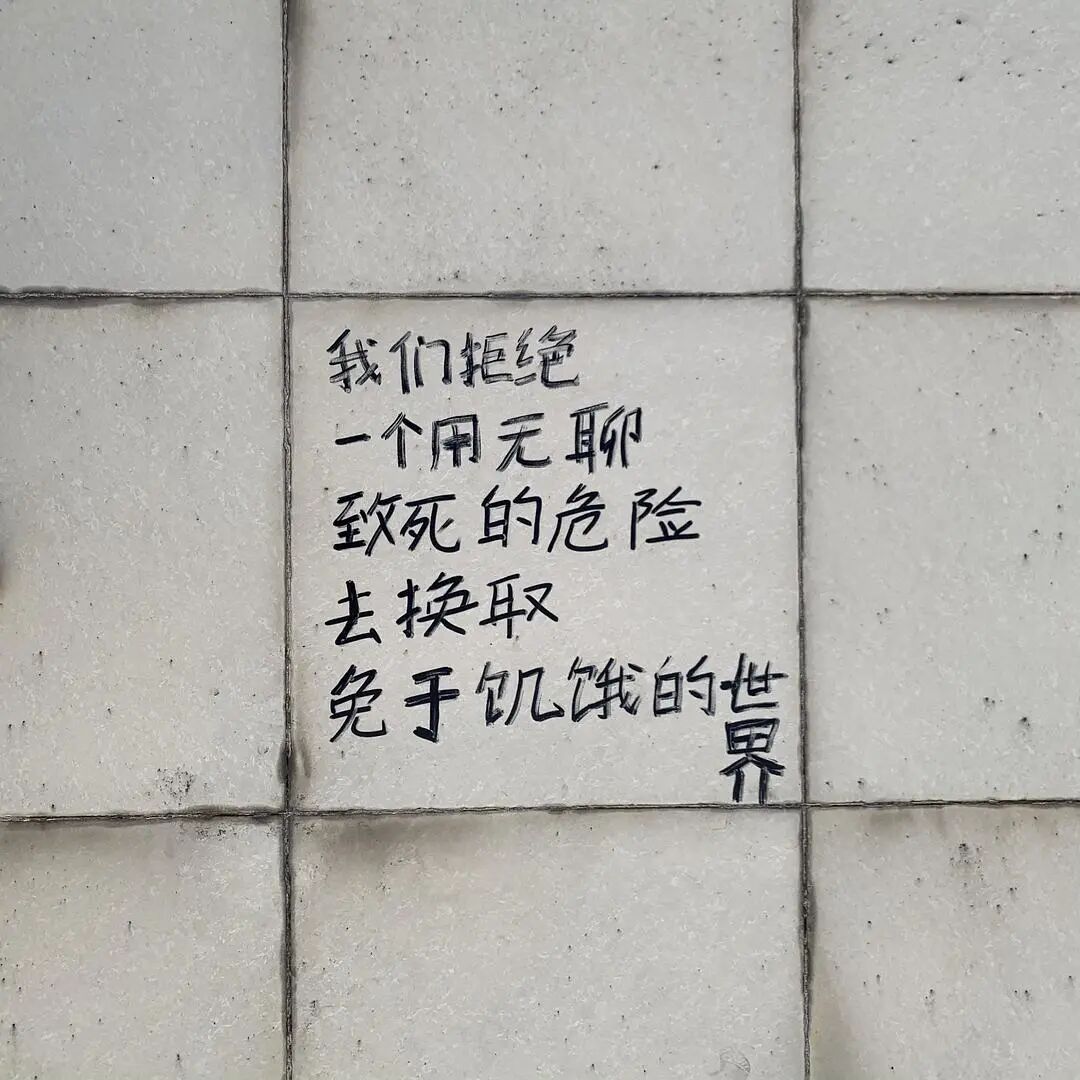 我们拒绝
一个用无聊
致死的危险
去换取
免于饥饿的世界